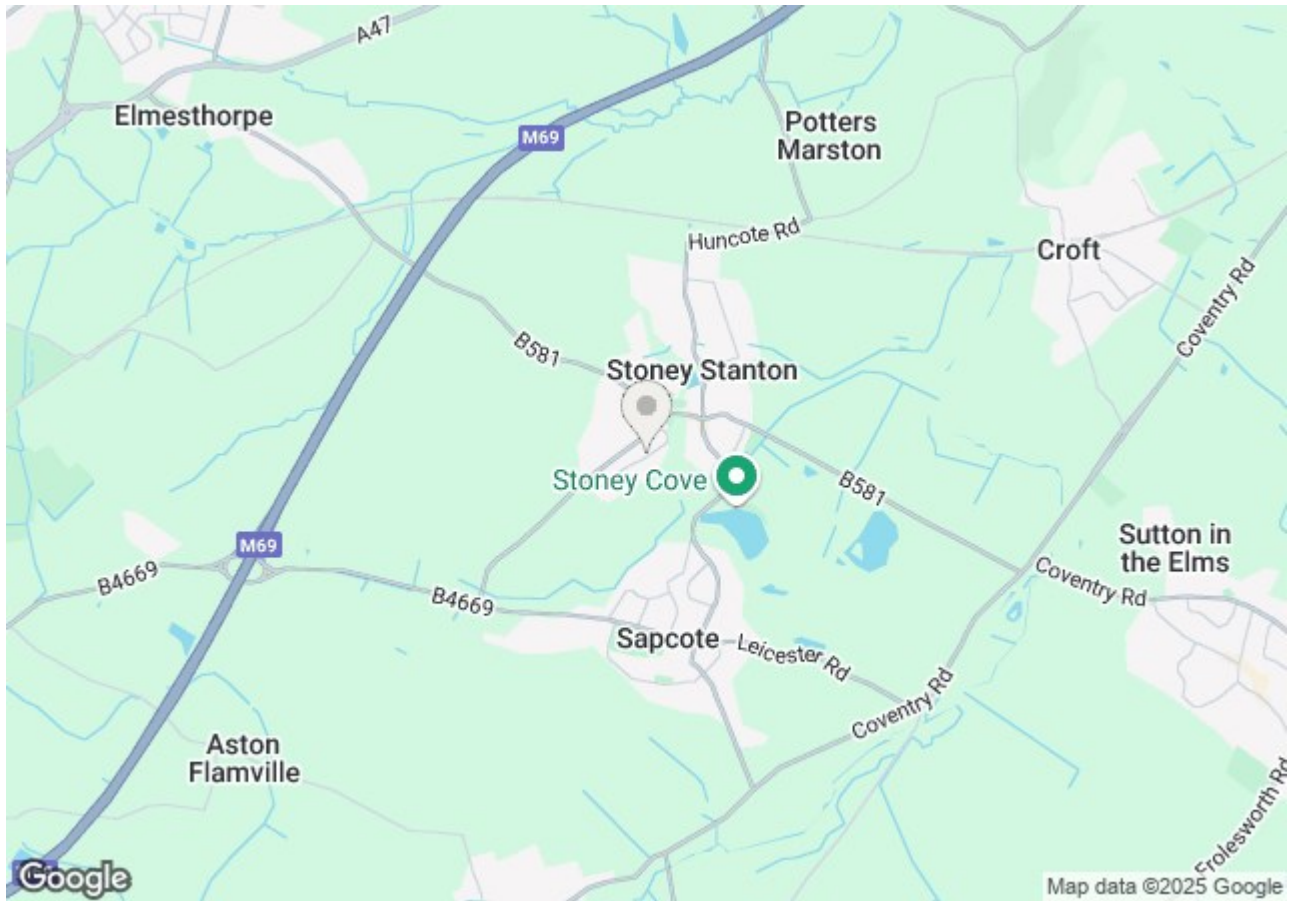 A47
Elmesthorpe
M69
Potters
Marston
Huncote Rd
Croft
Coventry Rd
B581
Stoney Stanton
Stoney Cove
B581
M69
B4669
B4669
Sutton in
the Elms
Coventry Rd
Sapcote
Leicester Rd
Coventry Rd
Aston
Flamville
Frolesworth Rd
Google
Map data ©2025 Google